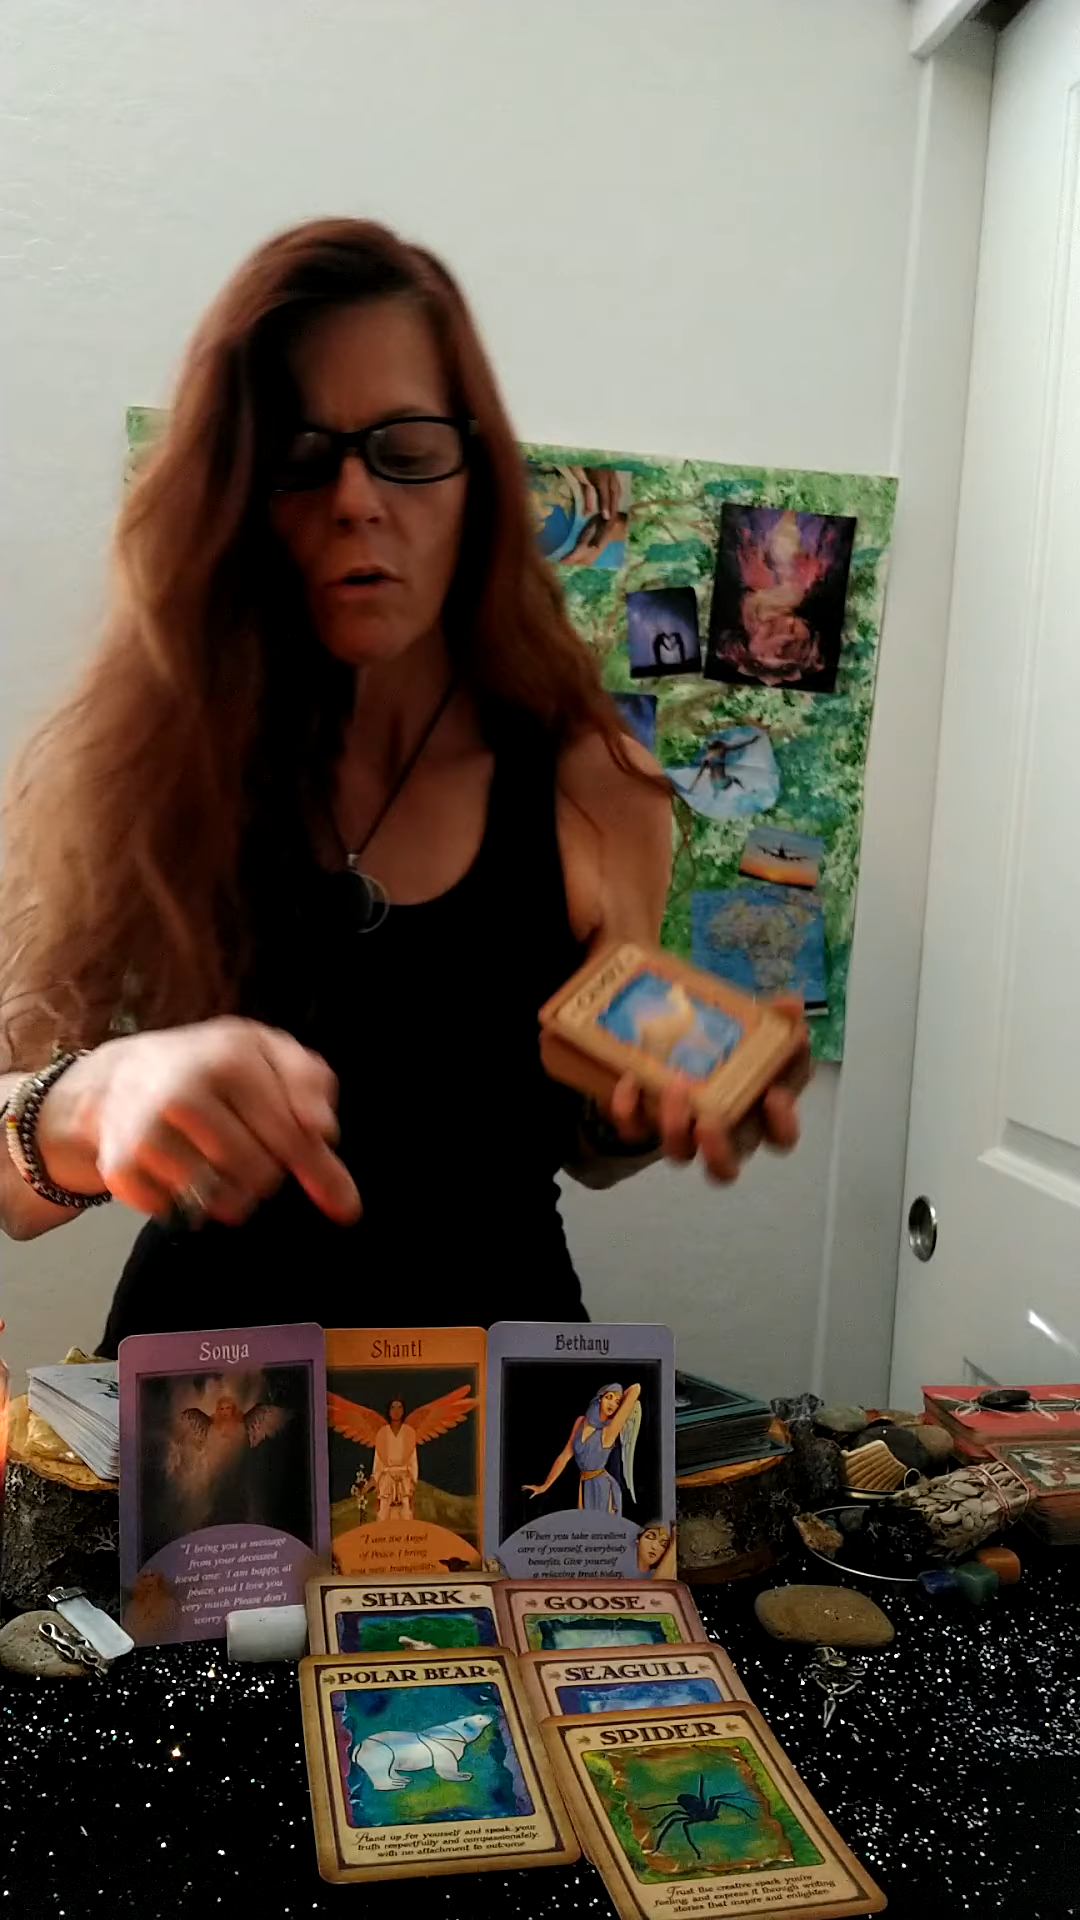 Sonya
"I bring you a message
from your deceased
loved one: 'I am happy, at
peace, and I love you
very much. Please don't
worry
Shanti
"I am the Angel
of Peace. I bring
you new tranquility,
Bethany
"When you take excellent
care of yourself, everybody
benefits. Give yourself
a relaxing treat today.
SHARK
GOOSE
POLAR BEAR
Stand up for yourself and speak your
truth respectfully and compassionately,
with no attachment to outcome.
SEAGULL
SPIDER
Trust the creative spark you're
feeling and express it through writing
stories that inspire and enlighten.